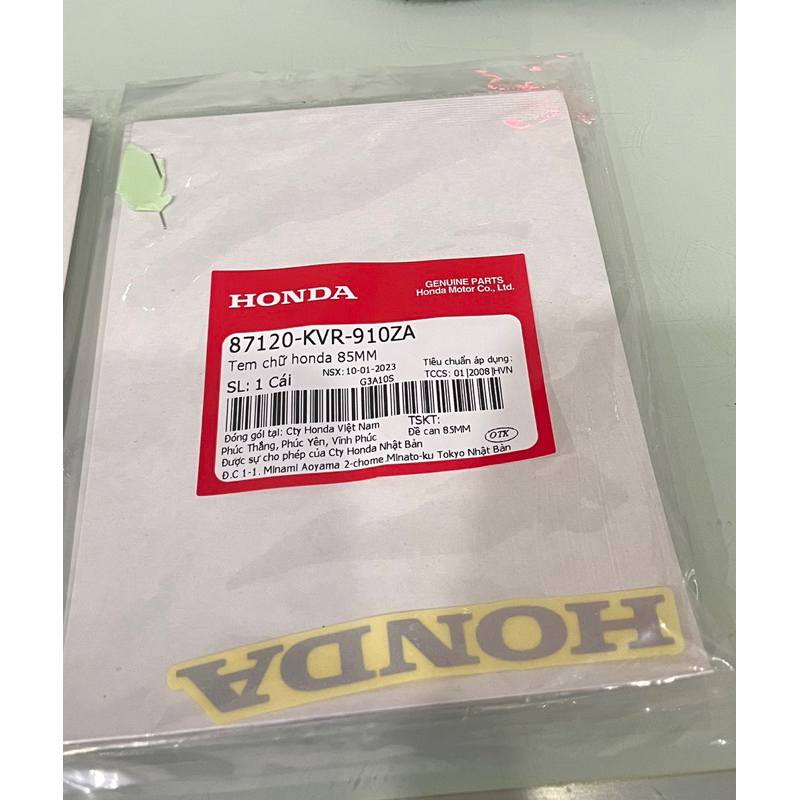 HONDA
GENUINE PARTS
Honda Motor Co., Ltd.
87120-KVR-910ZA
Tem chữ honda 85MM
NSX: 10-01-2023
Tiêu chuẩn áp dụng:
SL: 1 Cái
G3A10S
TCCS: 01|2008|HVN
Đóng gói tại: Cty Honda Việt Nam
Phúc Thắng, Phúc Yên, Vĩnh Phúc
TSKT:
Đề can 85MM
OTK
Được sự cho phép của Cty Honda Nhật Bản
Đ.C 1-1. Minami Aoyama 2-chome.Minato-ku Tokyo Nhật Bản
HONDA